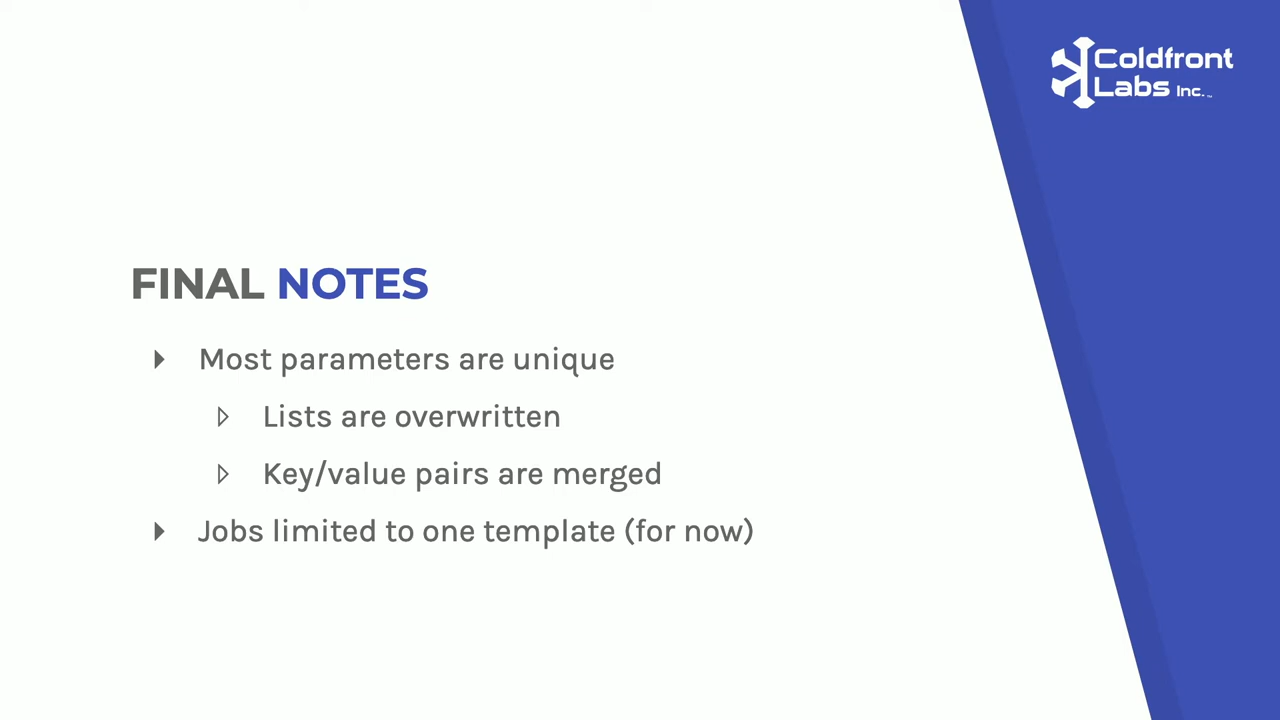 Coldfront
Labs Inc.™
FINAL NOTES
Most parameters are unique
Lists are overwritten
Key/value pairs are merged
Jobs limited to one template (for now)